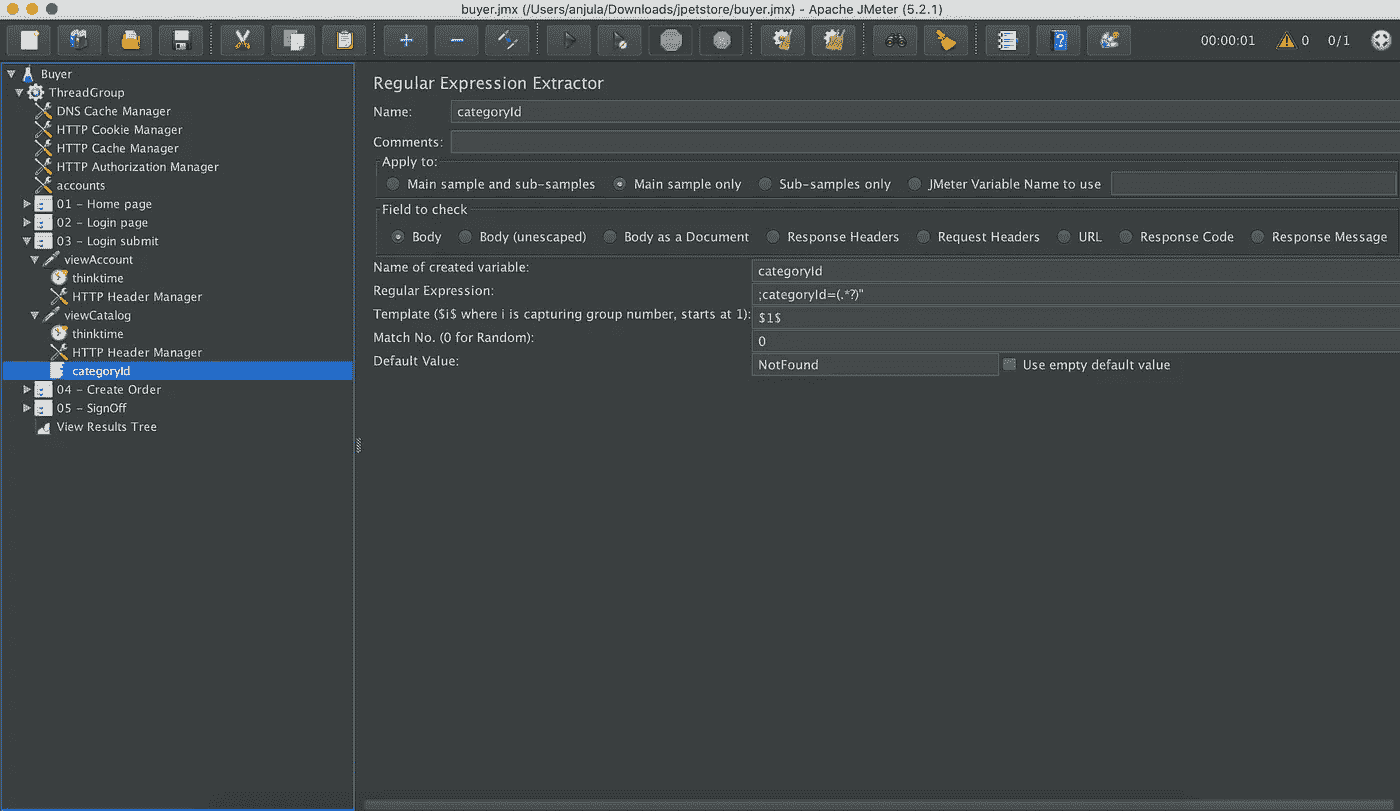 buyer.jmx (/Users/anjula/Downloads/jpetstore/buyer.jmx) - Apache JMeter (5.2.1)
00:00:01 0 0/1
Buyer
ThreadGroup
DNS Cache Manager
HTTP Cookie Manager
HTTP Cache Manager
HTTP Authorization Manager
accounts
01 - Home page
02 - Login page
03 - Login submit
viewAccount
thinktime
HTTP Header Manager
viewCatalog
thinktime
HTTP Header Manager
categoryId
04 - Create Order
05 - SignOff
View Results Tree
Regular Expression Extractor
Name: categoryId
Comments:
Apply to:
Main sample and sub-samples Main sample only Sub-samples only JMeter Variable Name to use
Field to check
Body Body (unescaped) Body as a Document Response Headers Request Headers URL Response Code Response Message
Name of created variable: categoryId
Regular Expression: ;categoryId=(.*?)"
Template ($i$ where i is capturing group number, starts at 1): $1$
Match No. (0 for Random): 0
Default Value: NotFound Use empty default value